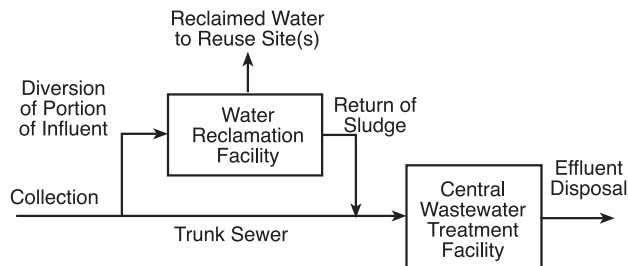 Reclaimed Water
to Reuse Site(s)
Diversion
of Portion
of Influent
Water
Reclamation
Facility
Return of
Sludge
Collection
Trunk Sewer
Central
Wastewater
Treatment
Facility
Effluent
Disposal